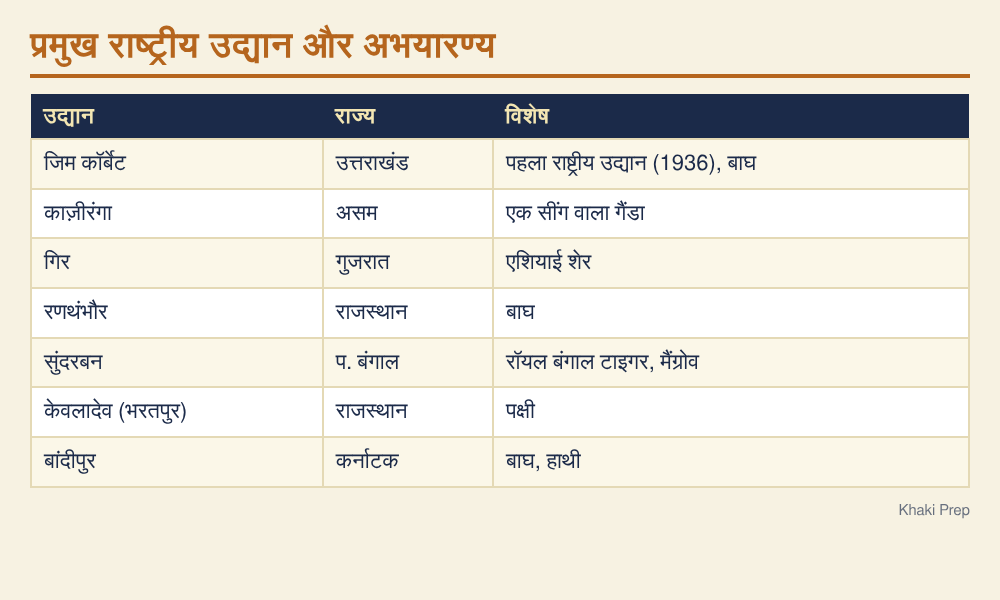 प्रमुख राष्ट्रीय उद्यान और अभयारण्य
उद्यान राज्य विशेष
जिम कॉर्बेट उत्तराखंड पहला राष्ट्रीय उद्यान (1936), बाघ
काज़ीरंगा असम एक सींग वाला गैंडा
गिर गुजरात एशियाई शेर
रणथंभौर राजस्थान बाघ
सुंदरबन प. बंगाल रॉयल बंगाल टाइगर, मैंग्रोव
केवलादेव (भरतपुर) राजस्थान पक्षी
बांदीपुर कर्नाटक बाघ, हाथी
Khaki Prep